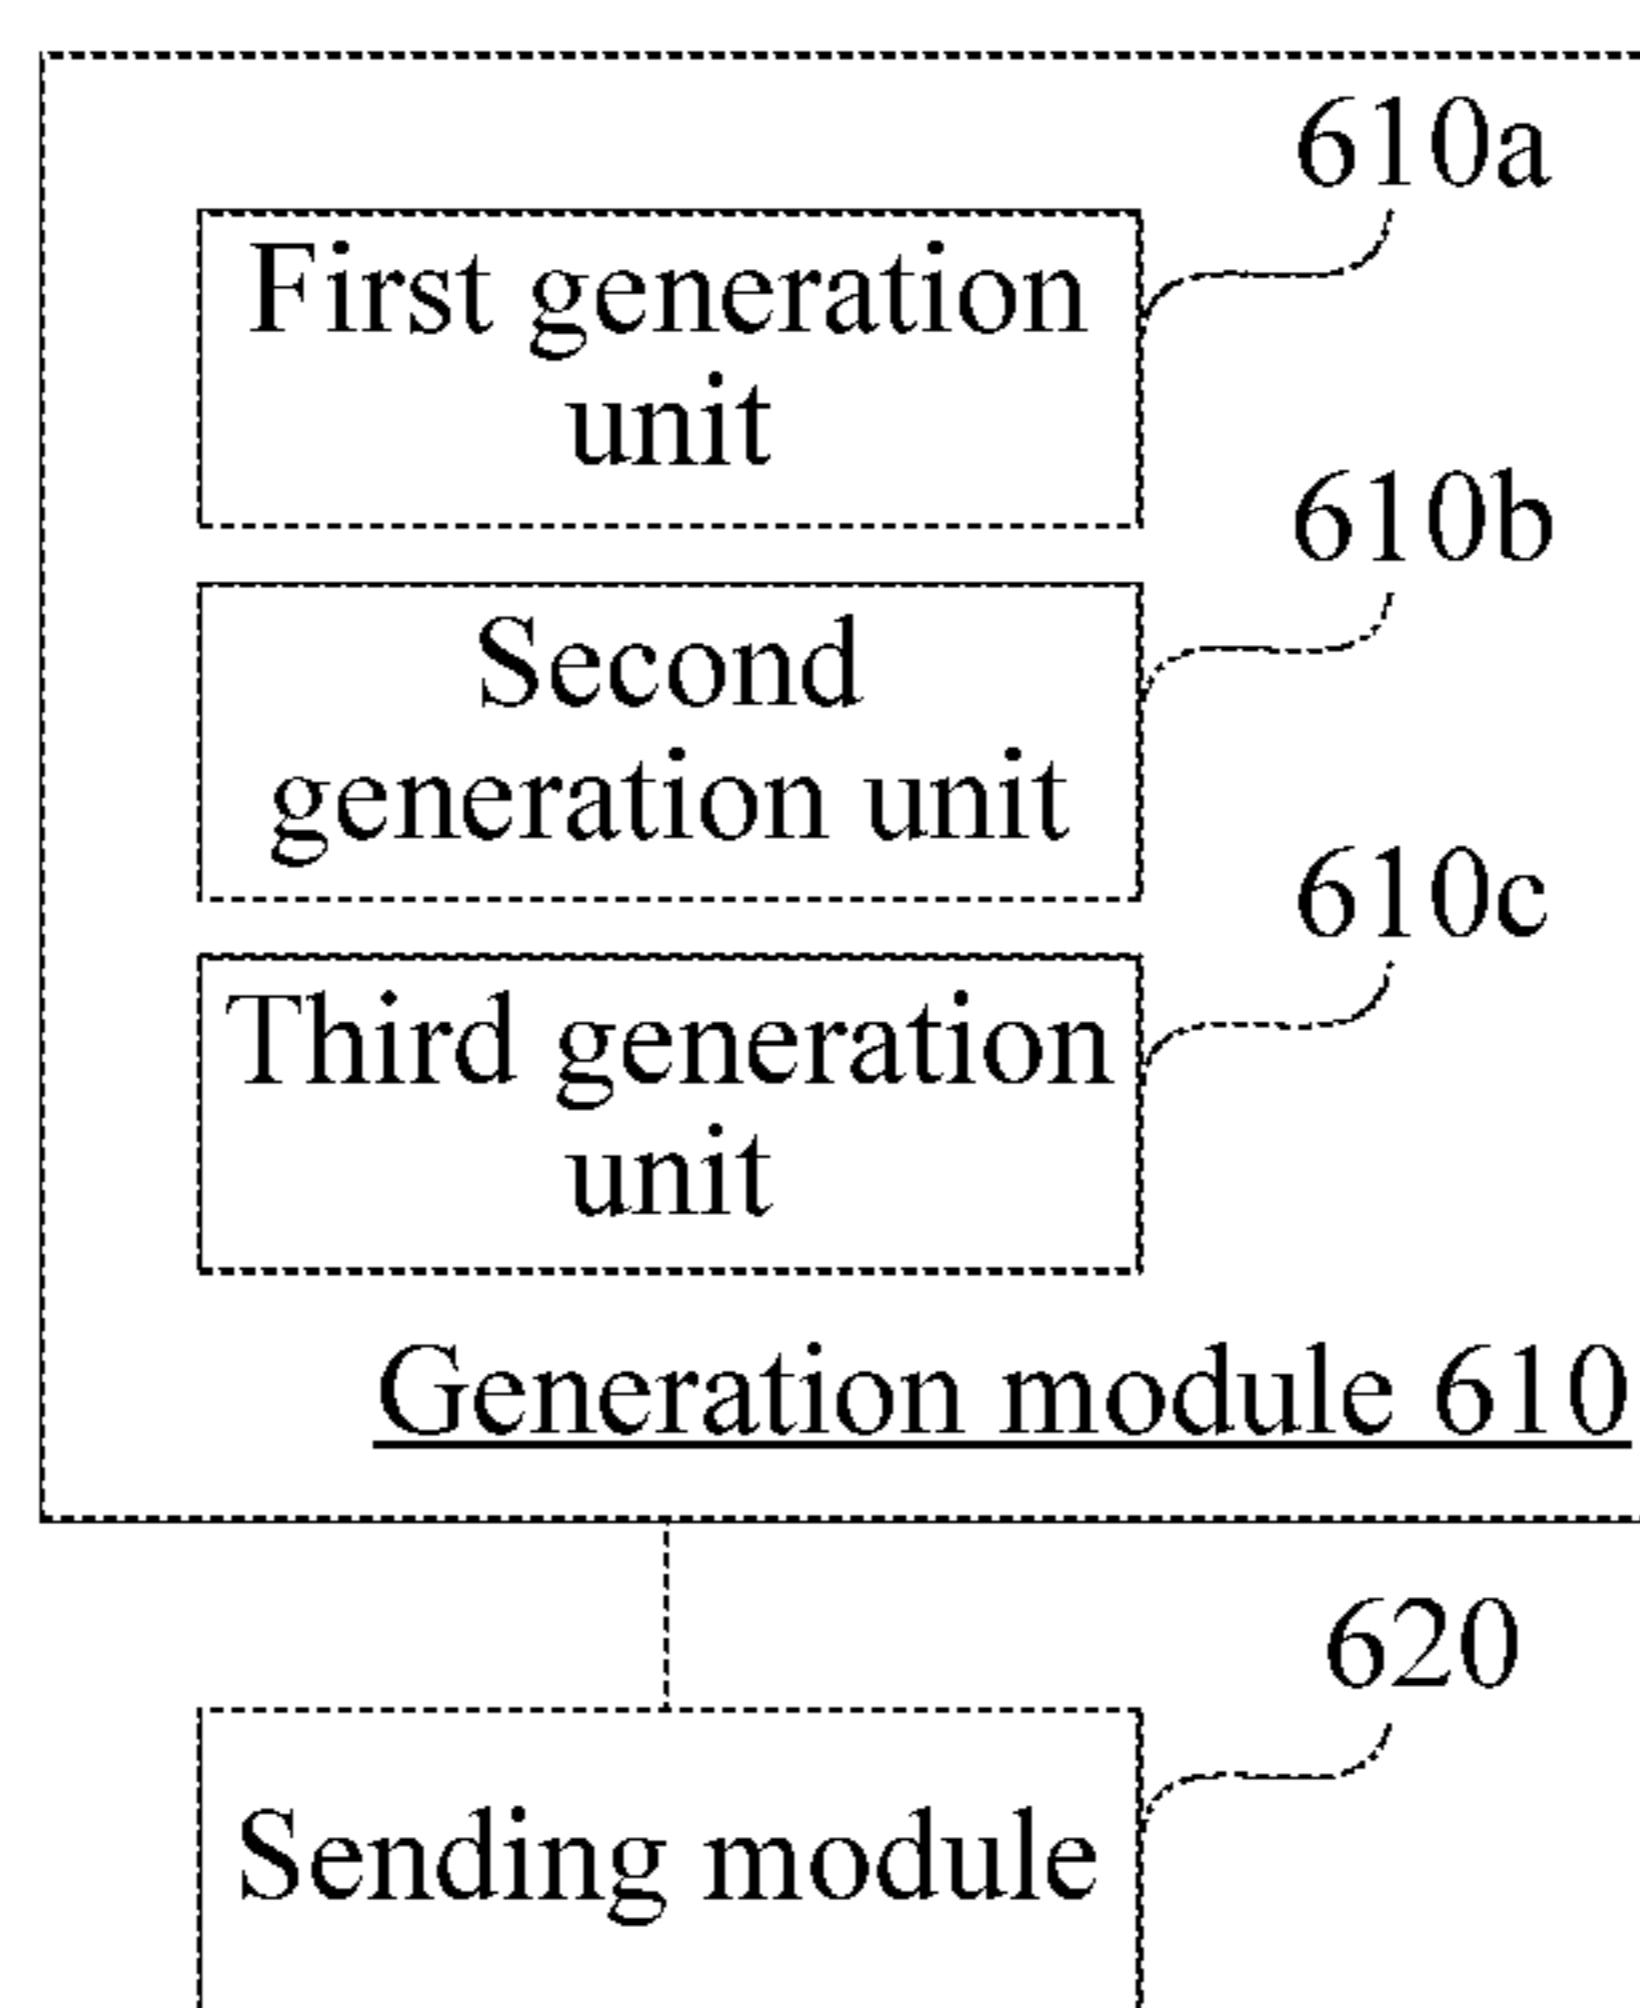 610a
First generation
unit
610b
Second
generation unit
610c
Third generation
unit
Generation module 610
620
Sending module